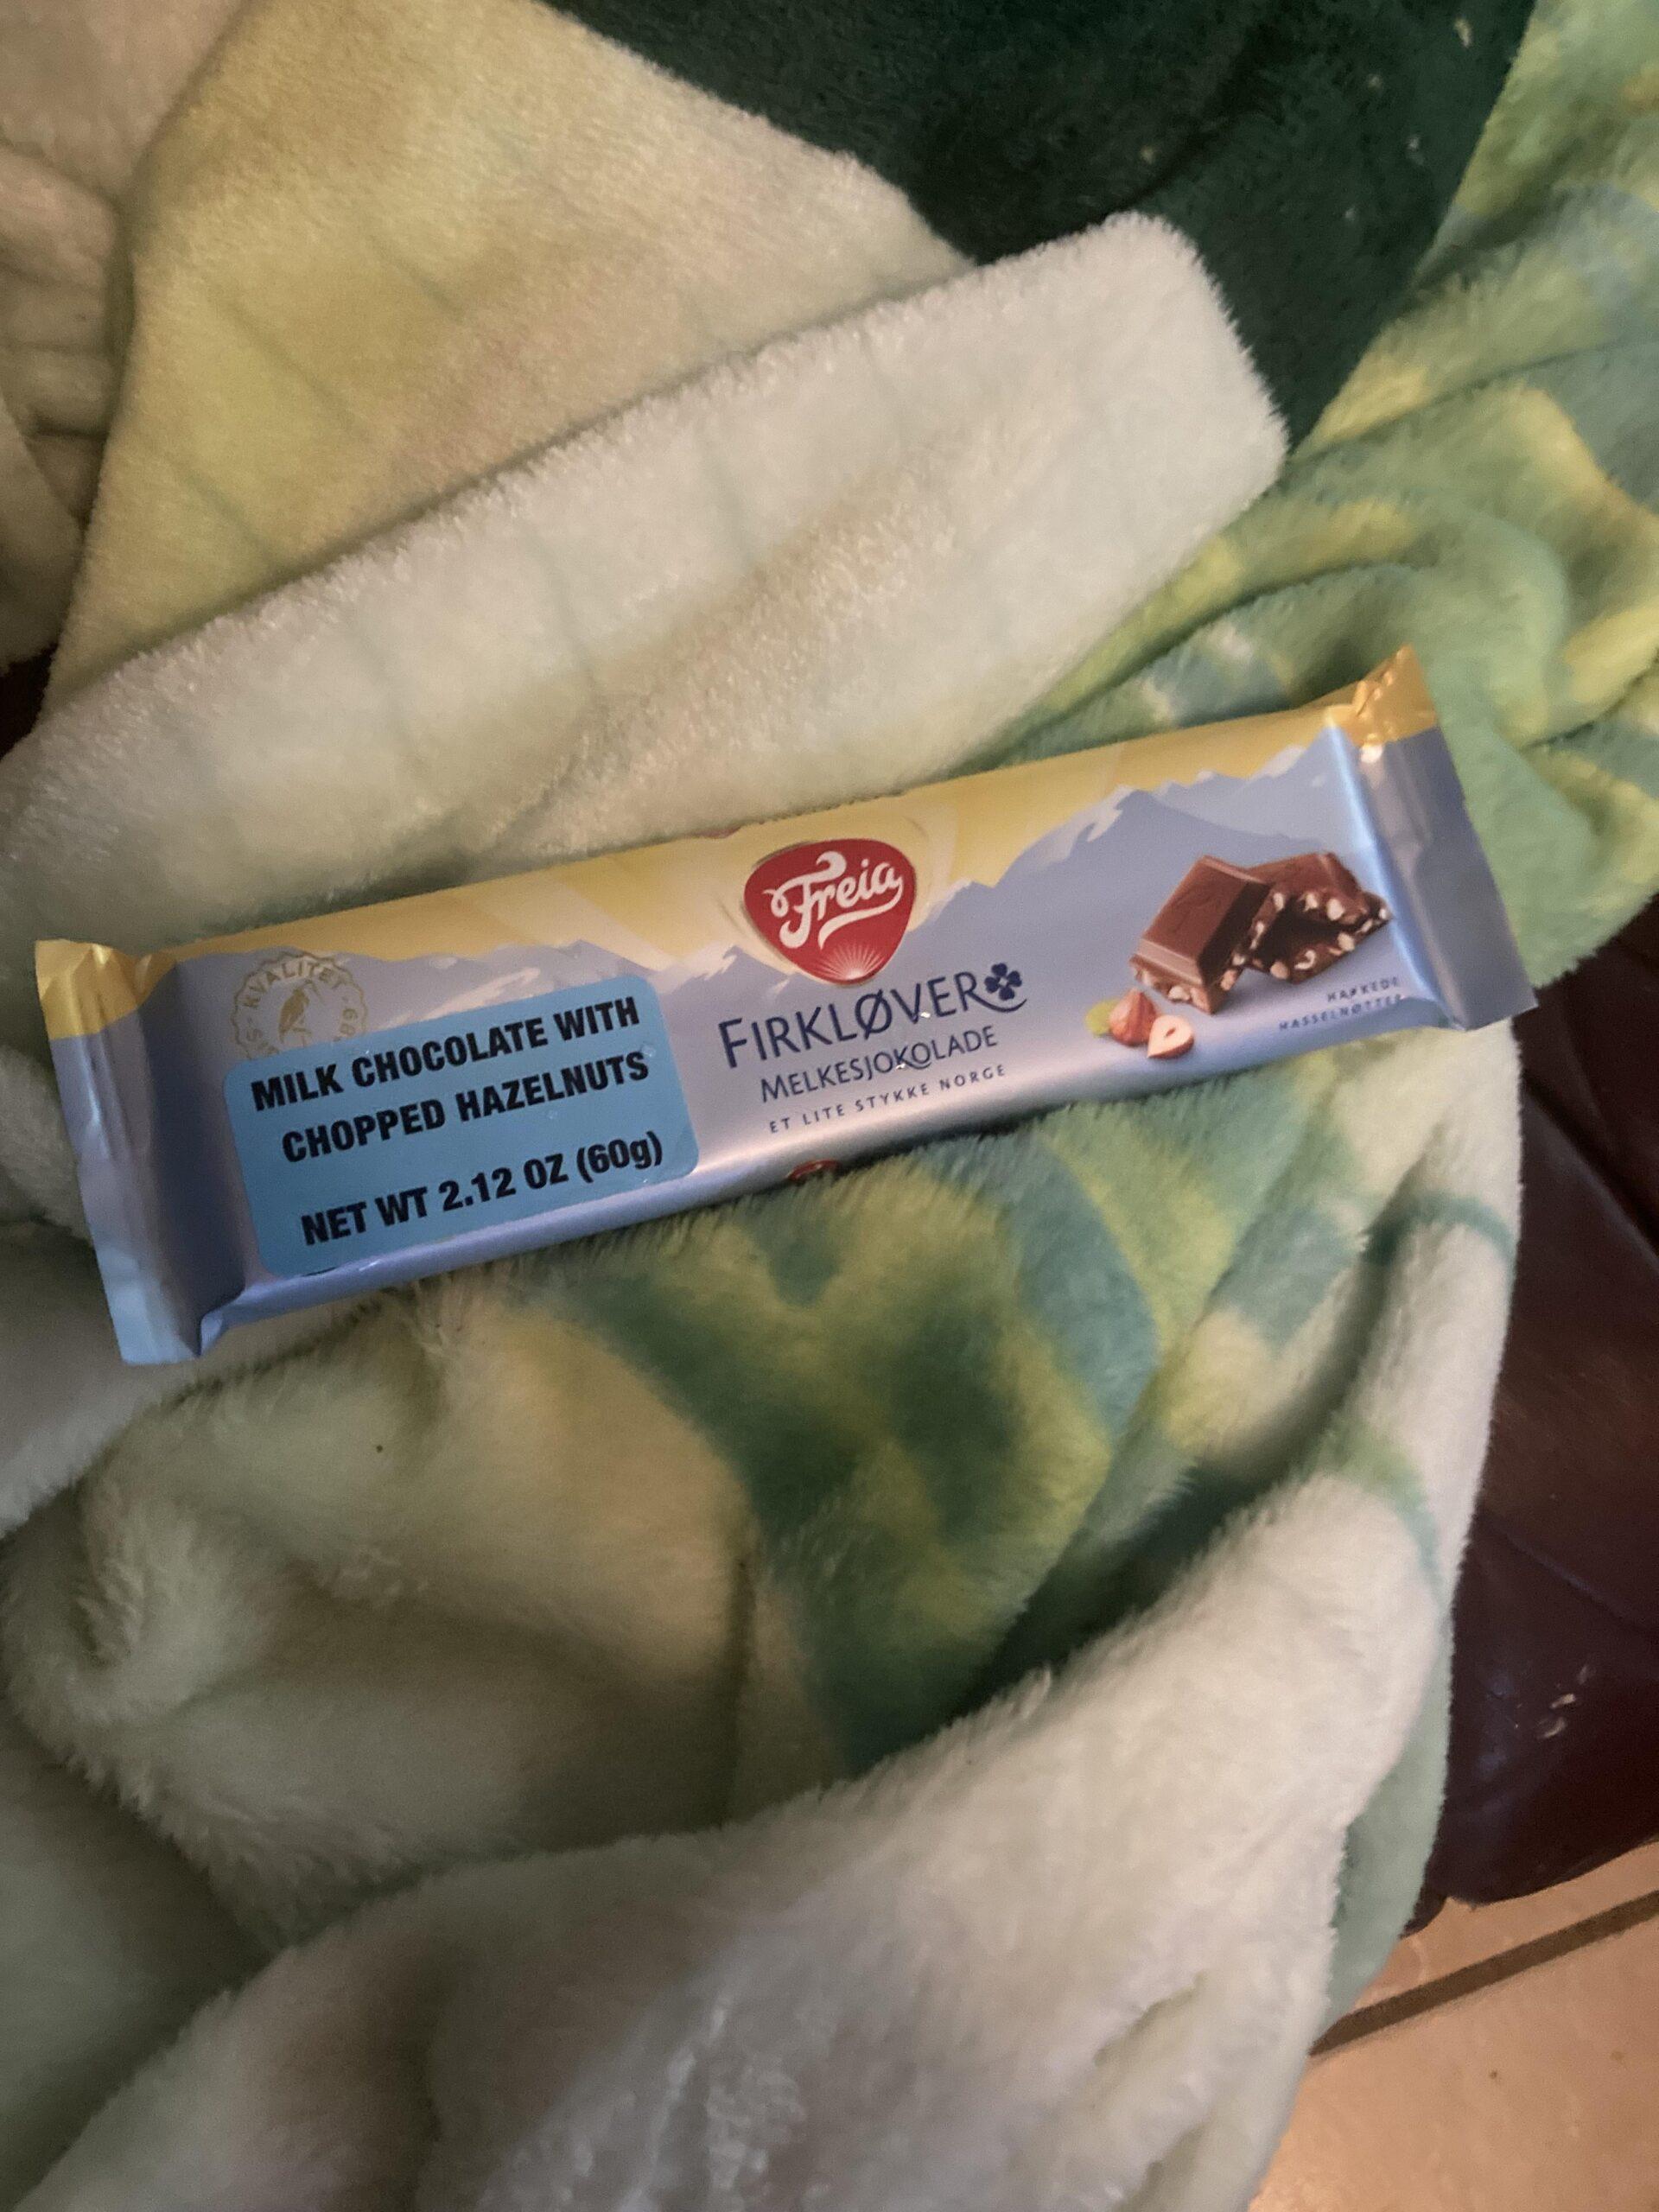 KVALITET
MILK CHOCOLATE WITH
CHOPPED HAZELNUTS
NET WT 2.12 OZ (60g)
Freia
FIRKLØVER
MELKESJOKOLADE
ET LITE STYKKE NORGE
HAKKEDE
HASSELNØTTER